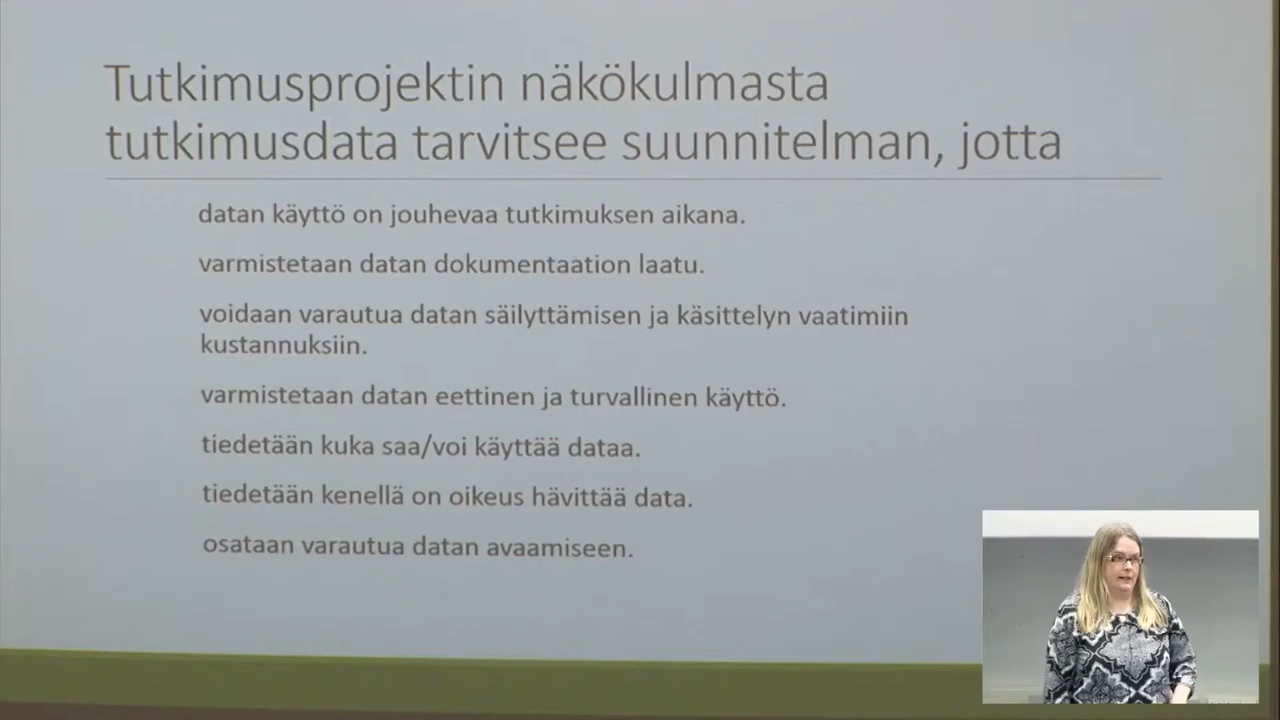 Tutkimusprojektin näkökulmasta
tutkimusdata tarvitsee suunnitelman, jotta
datan käyttö on jouhevaa tutkimuksen aikana.
varmistetaan datan dokumentaation laatu.
voidaan varautua datan säilyttämisen ja käsittelyn vaatimiin
kustannuksiin.
varmistetaan datan eettinen ja turvallinen käyttö.
tiedetään kuka saa/voi käyttää dataa.
tiedetään kenellä on oikeus hävittää data.
osataan varautua datan avaamiseen.